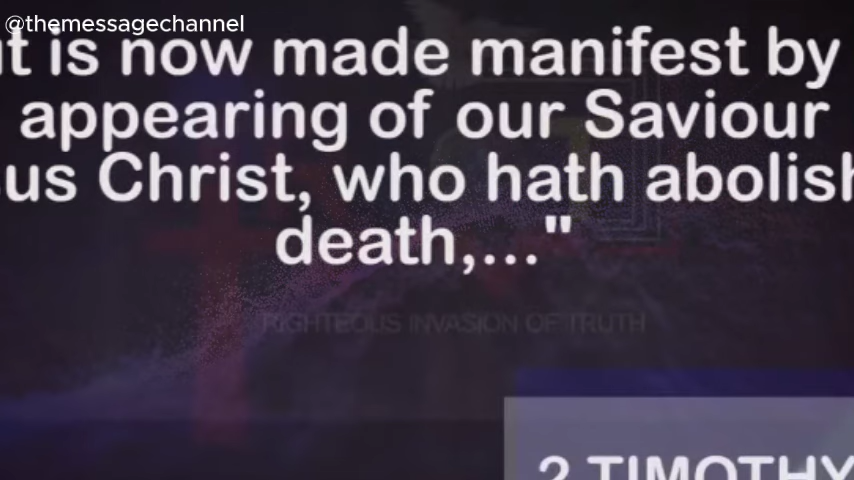 @themessagechannel
t is now made manifest by
appearing of our Saviour
us Christ, who hath abolish
death,..."
RIGHTEOUS INVASION OF TRUTH
2 TIMOTHY